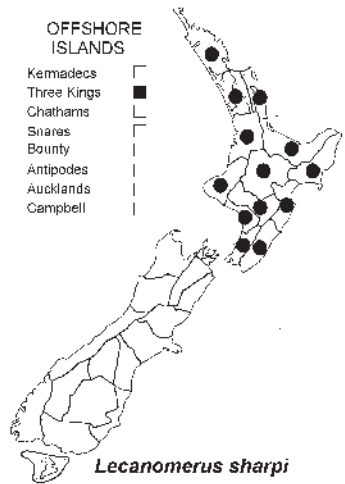 OFFSHORE
ISLANDS
Kermadecs
Three Kings
Chathams
Snares
Bounty
Antipodes
Aucklands
Campbell
Lecanomerus sharpi